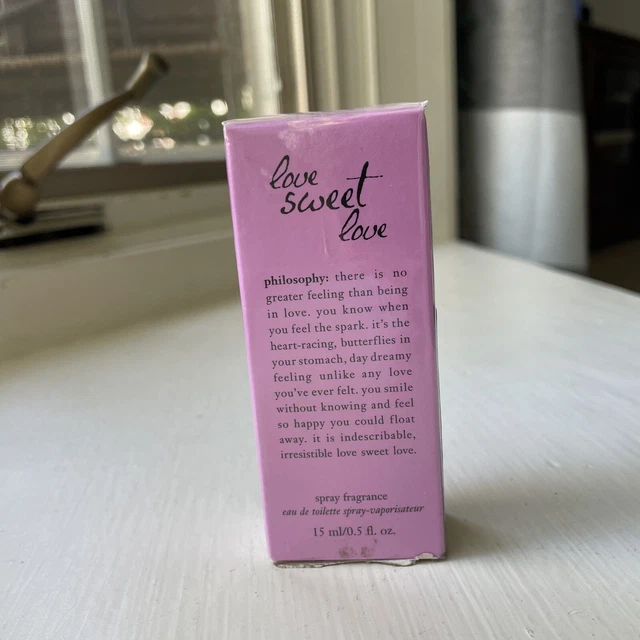 love
sweet
love
philosophy: there is no
greater feeling than being
in love. you know when
you feel the spark. it's the
heart-racing, butterflies in
your stomach, day dreamy
feeling unlike any love
you've ever felt. you smile
without knowing and feel
so happy you could float
away. it is indescribable,
irresistible love sweet love.
spray fragrance
eau de toilette spray-vaporisateur
15 ml/0.5 fl. oz.